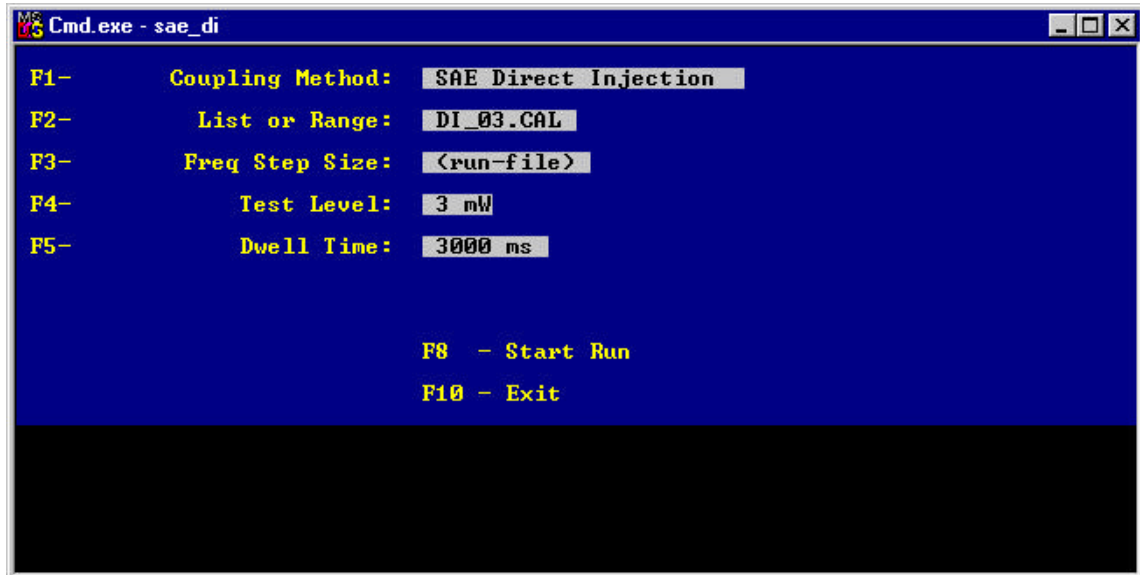 Cmd.exe - sae_di
F1- Coupling Method: SAE Direct Injection
F2- List or Range: DI_03.CAL
F3- Freq Step Size: (run-file)
F4- Test Level: 3 mW
F5- Dwell Time: 3000 ms
F8 - Start Run
F10 - Exit